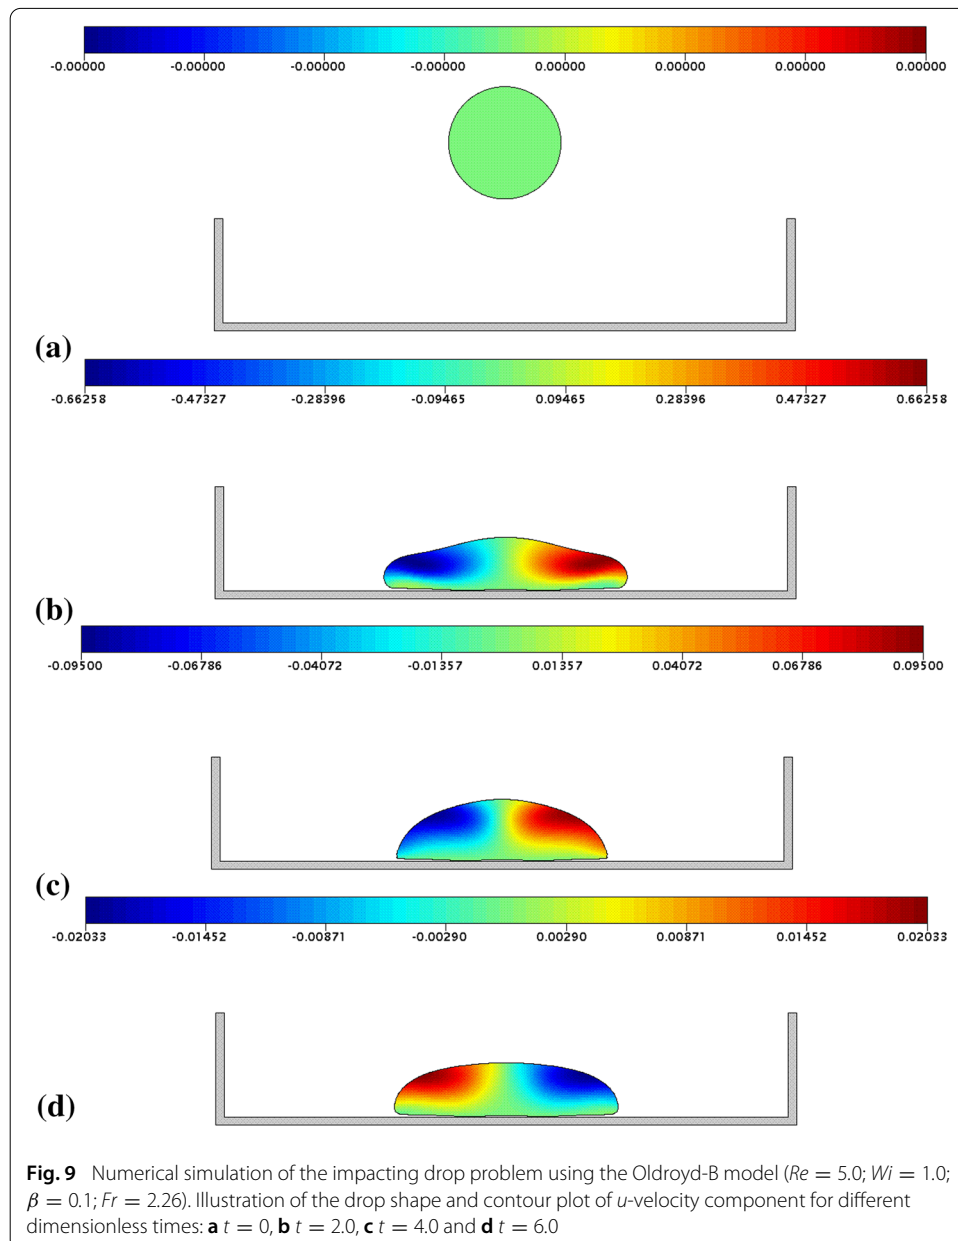 -0.00000 -0.00000 -0.00000 -0.00000 0.00000 0.00000 0.00000 0.00000
(a)
-0.66258 -0.47327 -0.28396 -0.09465 0.09465 0.28396 0.47327 0.66258
(b)
-0.09500 -0.06786 -0.04072 -0.01357 0.01357 0.04072 0.06786 0.09500
(c)
-0.02033 -0.01452 -0.00871 -0.00290 0.00290 0.00871 0.01452 0.02033
(d)
Fig. 9 Numerical simulation of the impacting drop problem using the Oldroyd-B model (Re = 5.0; Wi = 1.0;
β = 0.1; Fr = 2.26). Illustration of the drop shape and contour plot of u-velocity component for different
dimensionless times: a t = 0, b t = 2.0, c t = 4.0 and d t = 6.0